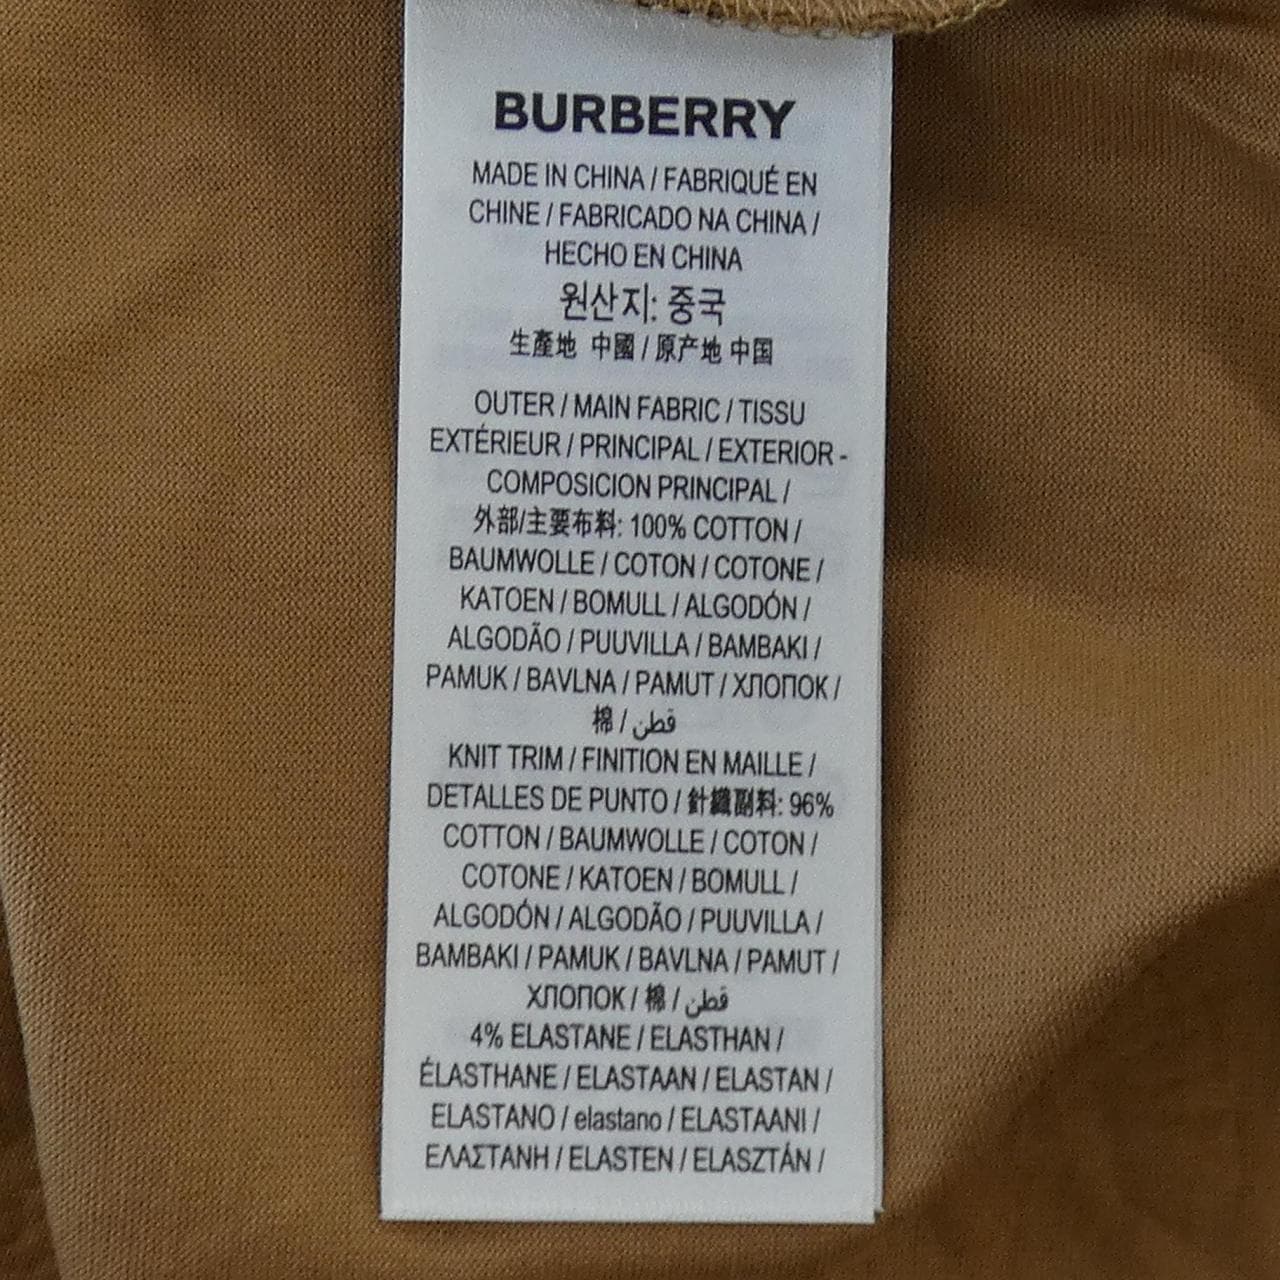 BURBERRY
MADE IN CHINA / FABRIQUÉ EN
CHINE / FABRICADO NA CHINA /
HECHO EN CHINA
원산지: 중국
生產地 中國 / 原产地 中国
OUTER / MAIN FABRIC / TISSU
EXTÉRIEUR / PRINCIPAL / EXTERIOR -
COMPOSICION PRINCIPAL /
外部/主要布料: 100% COTTON /
BAUMWOLLE / COTON / COTONE /
KATOEN / BOMULL / ALGODÓN /
ALGODÃO / PUUVILLA / BAMBAKI /
PAMUK / BAVLNA / PAMUT / ХЛОПОК /
棉 / قطن
KNIT TRIM / FINITION EN MAILLE /
DETALLES DE PUNTO / 針織副料: 96%
COTTON / BAUMWOLLE / COTON /
COTONE / KATOEN / BOMULL /
ALGODÓN / ALGODÃO / PUUVILLA /
BAMBAKI / PAMUK / BAVLNA / PAMUT /
ХЛОПОК / 棉 / قطن
4% ELASTANE / ELASTHAN /
ÉLASTHANE / ELASTAAN / ELASTAN /
ELASTANO / elastano / ELASTAANI /
ΕΛΑΣΤΑΝΗ / ELASTEN / ELASZTÁN /